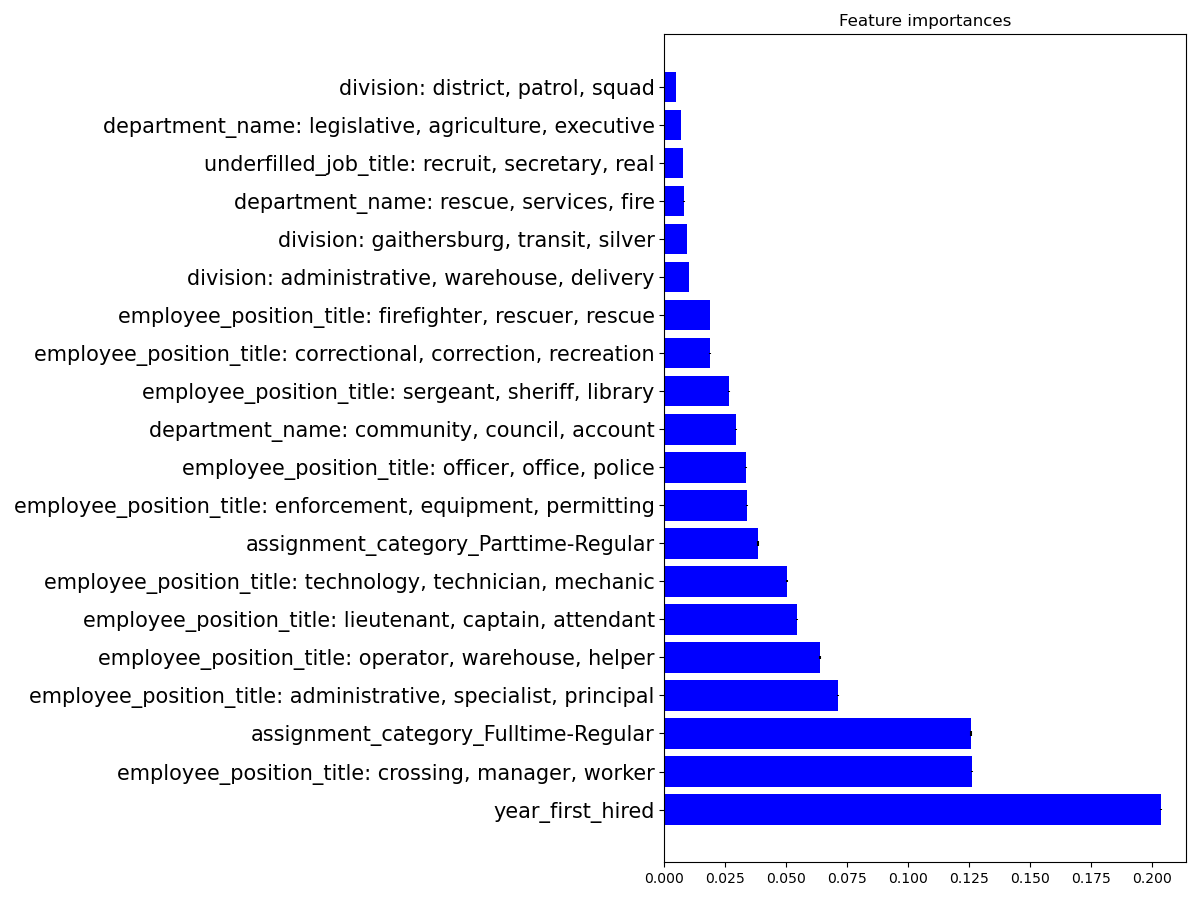 Feature importances
division: district, patrol, squad
department_name: legislative, agriculture, executive
underfilled_job_title: recruit, secretary, real
department_name: rescue, services, fire
division: gaithersburg, transit, silver
division: administrative, warehouse, delivery
employee_position_title: firefighter, rescuer, rescue
employee_position_title: correctional, correction, recreation
employee_position_title: sergeant, sheriff, library
department_name: community, council, account
employee_position_title: officer, office, police
employee_position_title: enforcement, equipment, permitting
assignment_category_Parttime-Regular
employee_position_title: technology, technician, mechanic
employee_position_title: lieutenant, captain, attendant
employee_position_title: operator, warehouse, helper
employee_position_title: administrative, specialist, principal
assignment_category_Fulltime-Regular
employee_position_title: crossing, manager, worker
year_first_hired
0.000 0.025 0.050 0.075 0.100 0.125 0.150 0.175 0.200